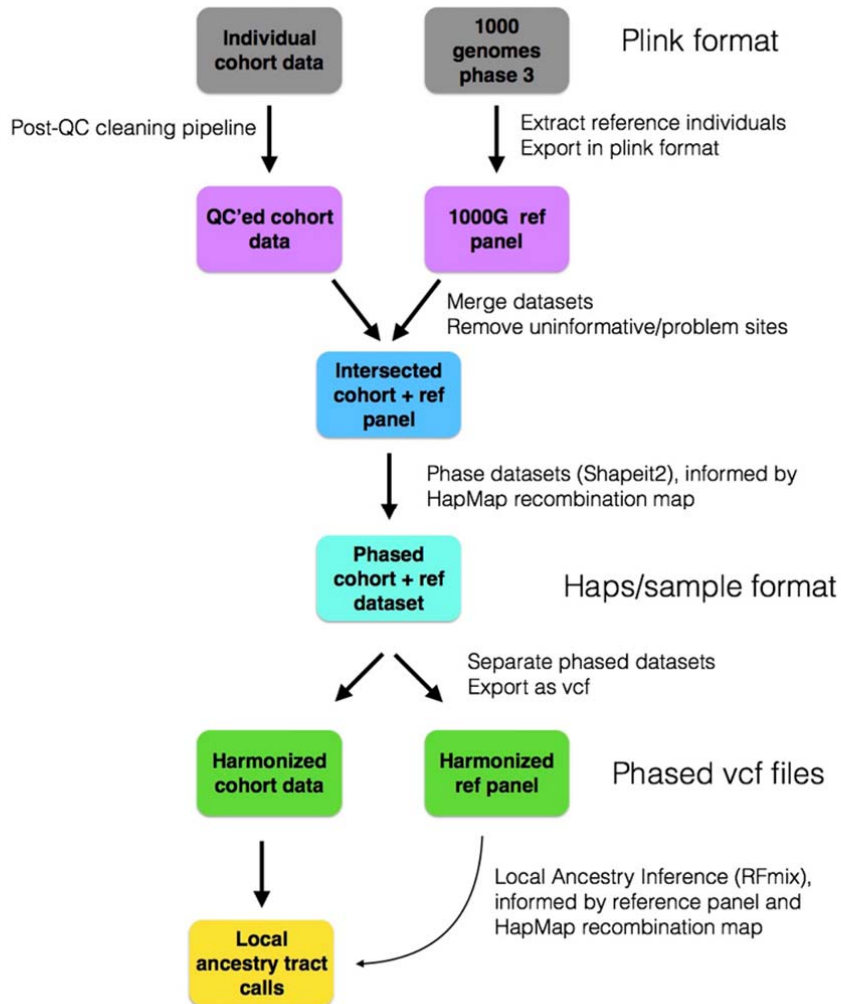 Individual
cohort data
1000
genomes
phase 3
Plink format
Post-QC cleaning pipeline
Extract reference individuals
Export in plink format
QC'ed cohort
data
1000G ref
panel
Merge datasets
Remove uninformative/problem sites
Intersected
cohort + ref
panel
Phase datasets (Shapeit2), informed by
HapMap recombination map
Phased
cohort + ref
dataset
Haps/sample format
Separate phased datasets
Export as vcf
Harmonized
cohort data
Harmonized
ref panel
Phased vcf files
Local Ancestry Inference (RFmix),
informed by reference panel and
HapMap recombination map
Local
ancestry tract
calls